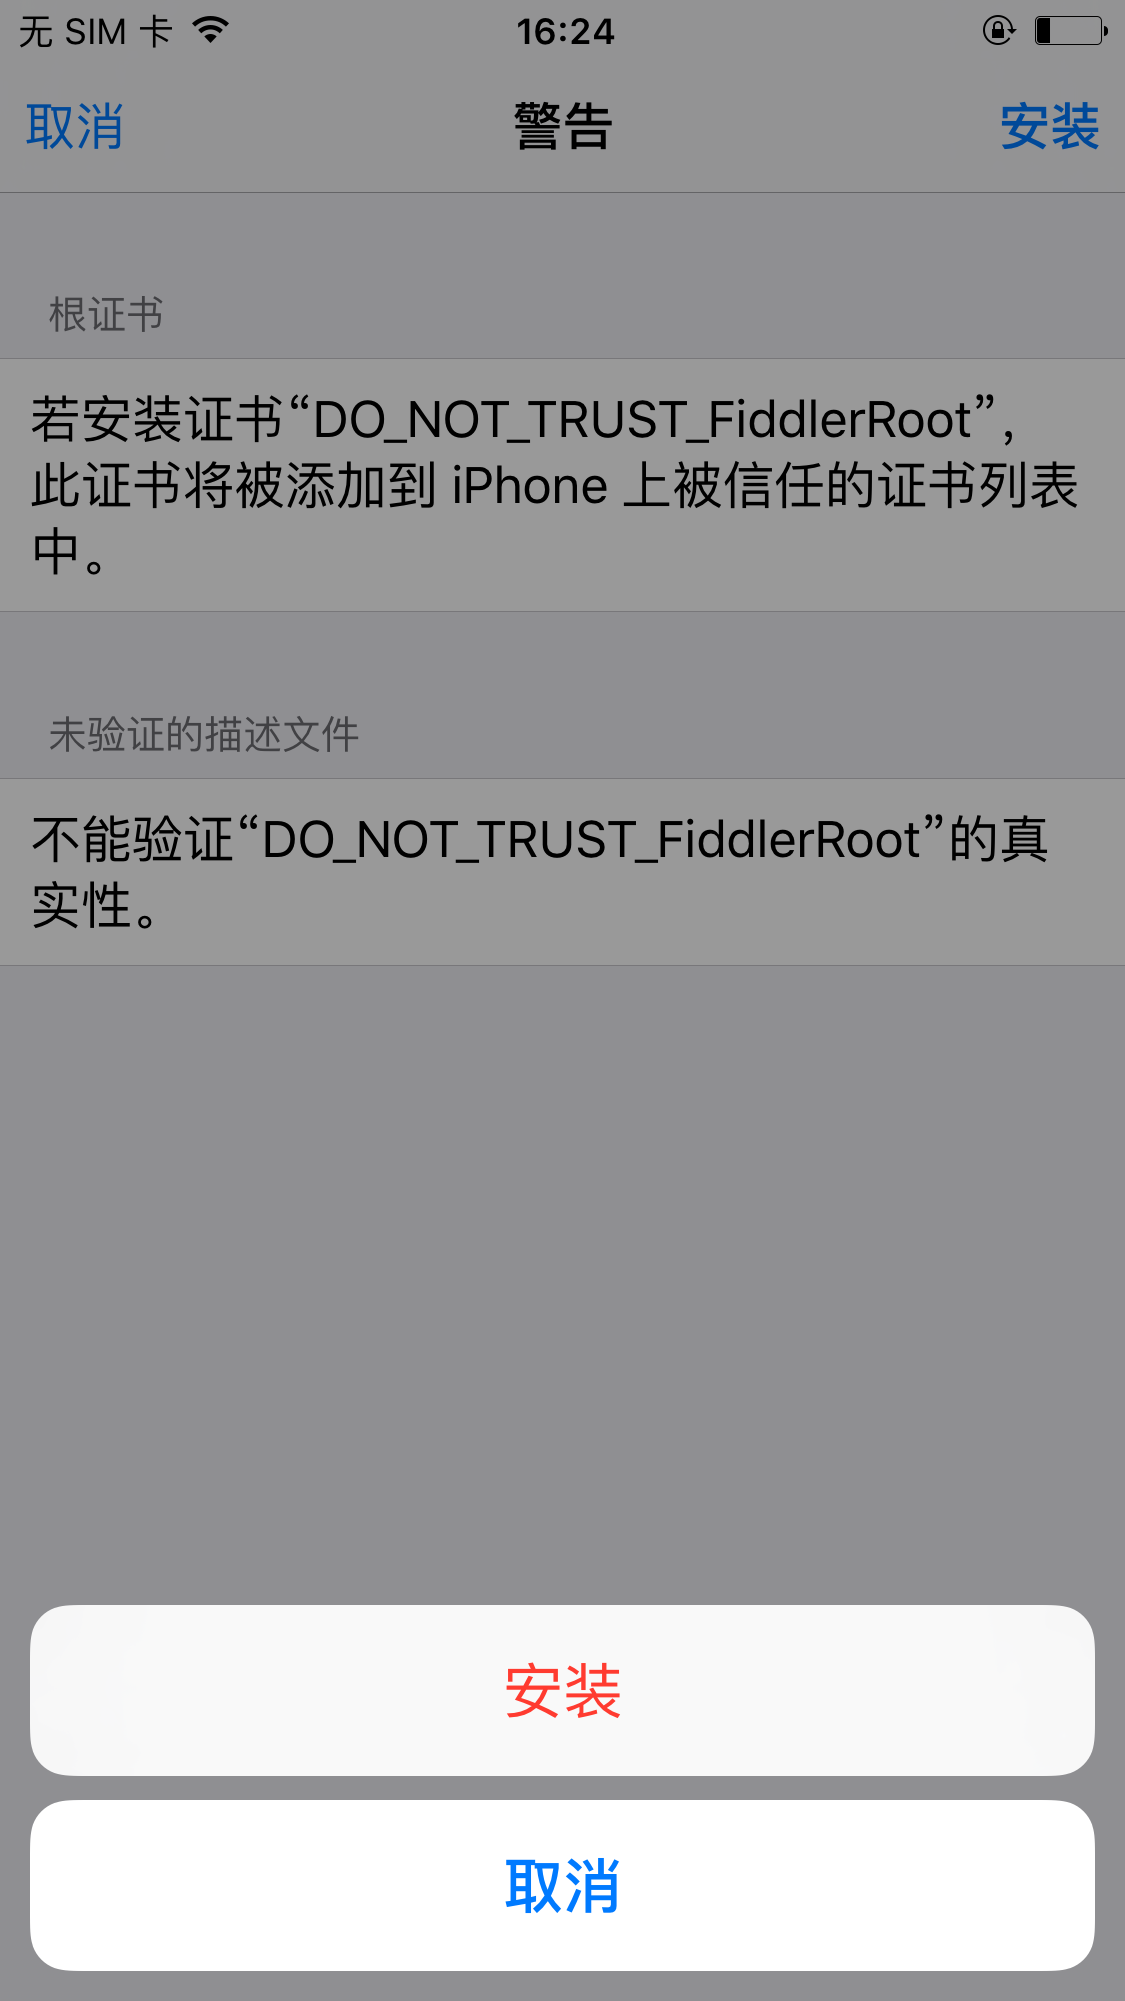 无 SIM 卡 16:24
取消 警告 安装
根证书
若安装证书“DO_NOT_TRUST_FiddlerRoot”，
此证书将被添加到 iPhone 上被信任的证书列表
中。
未验证的描述文件
不能验证“DO_NOT_TRUST_FiddlerRoot”的真
实性。
安装
取消